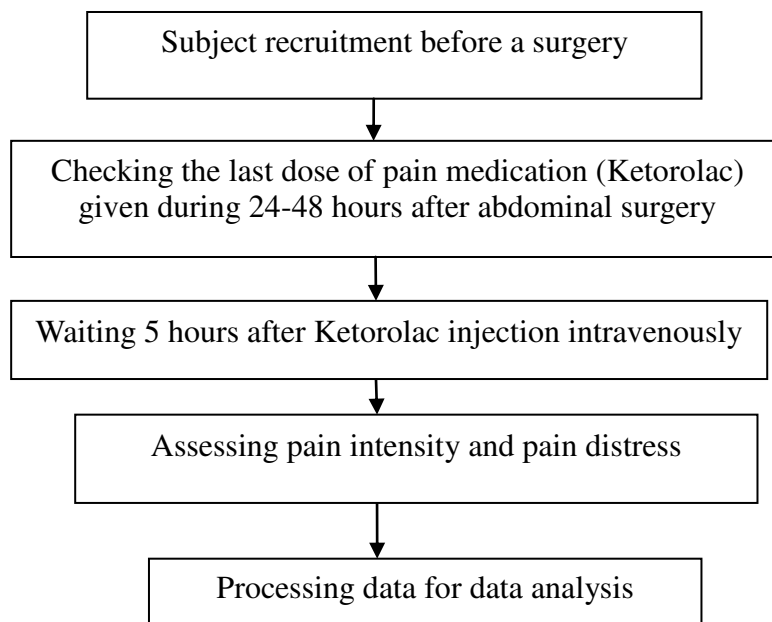 Subject recruitment before a surgery
Checking the last dose of pain medication (Ketorolac)
given during 24-48 hours after abdominal surgery
Waiting 5 hours after Ketorolac injection intravenously
Assessing pain intensity and pain distress
Processing data for data analysis